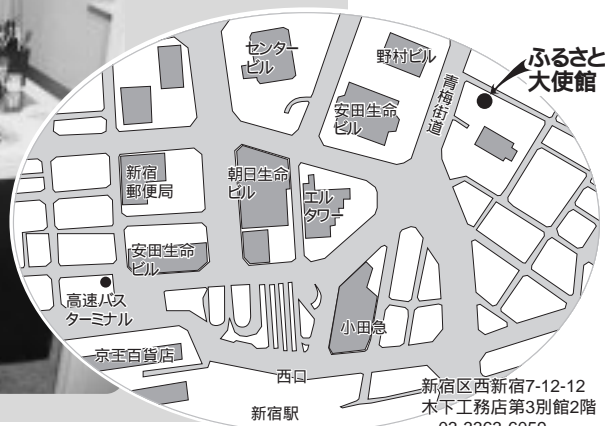 センター
ビル
野村ビル
ふるさと
大使館
青梅街道
安田生命
ビル
新宿
郵便局
朝日生命
ビル
エル
タワー
安田生命
ビル
高速バス
ターミナル
小田急
京王百貨店
西口
新宿駅
新宿区西新宿7-12-12
木下工務店第3別館2階